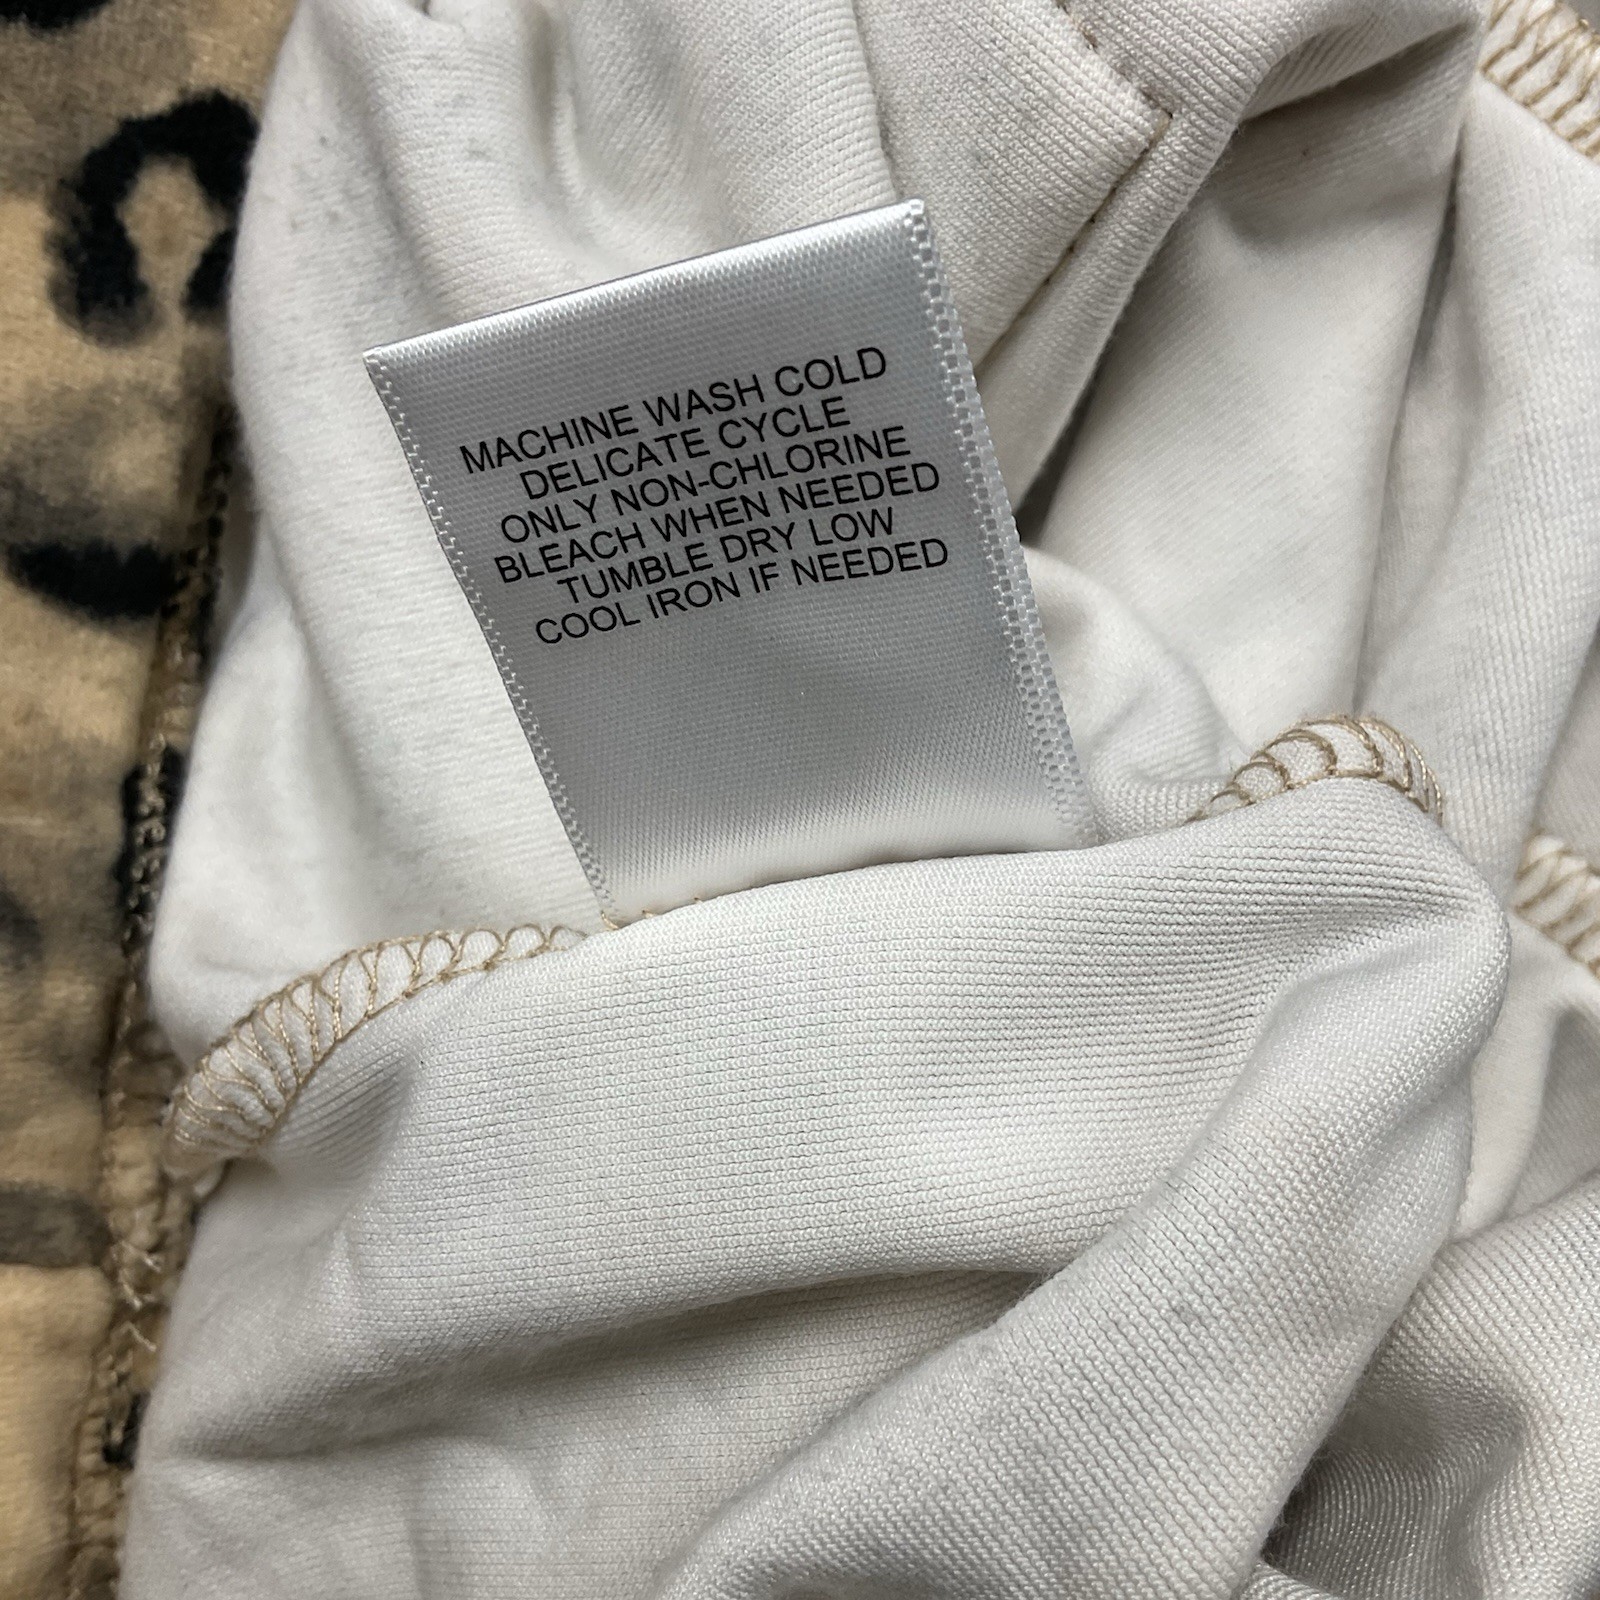 MACHINE WASH COLD
DELICATE CYCLE
ONLY NON-CHLORINE
BLEACH WHEN NEEDED
TUMBLE DRY LOW
COOL IRON IF NEEDED